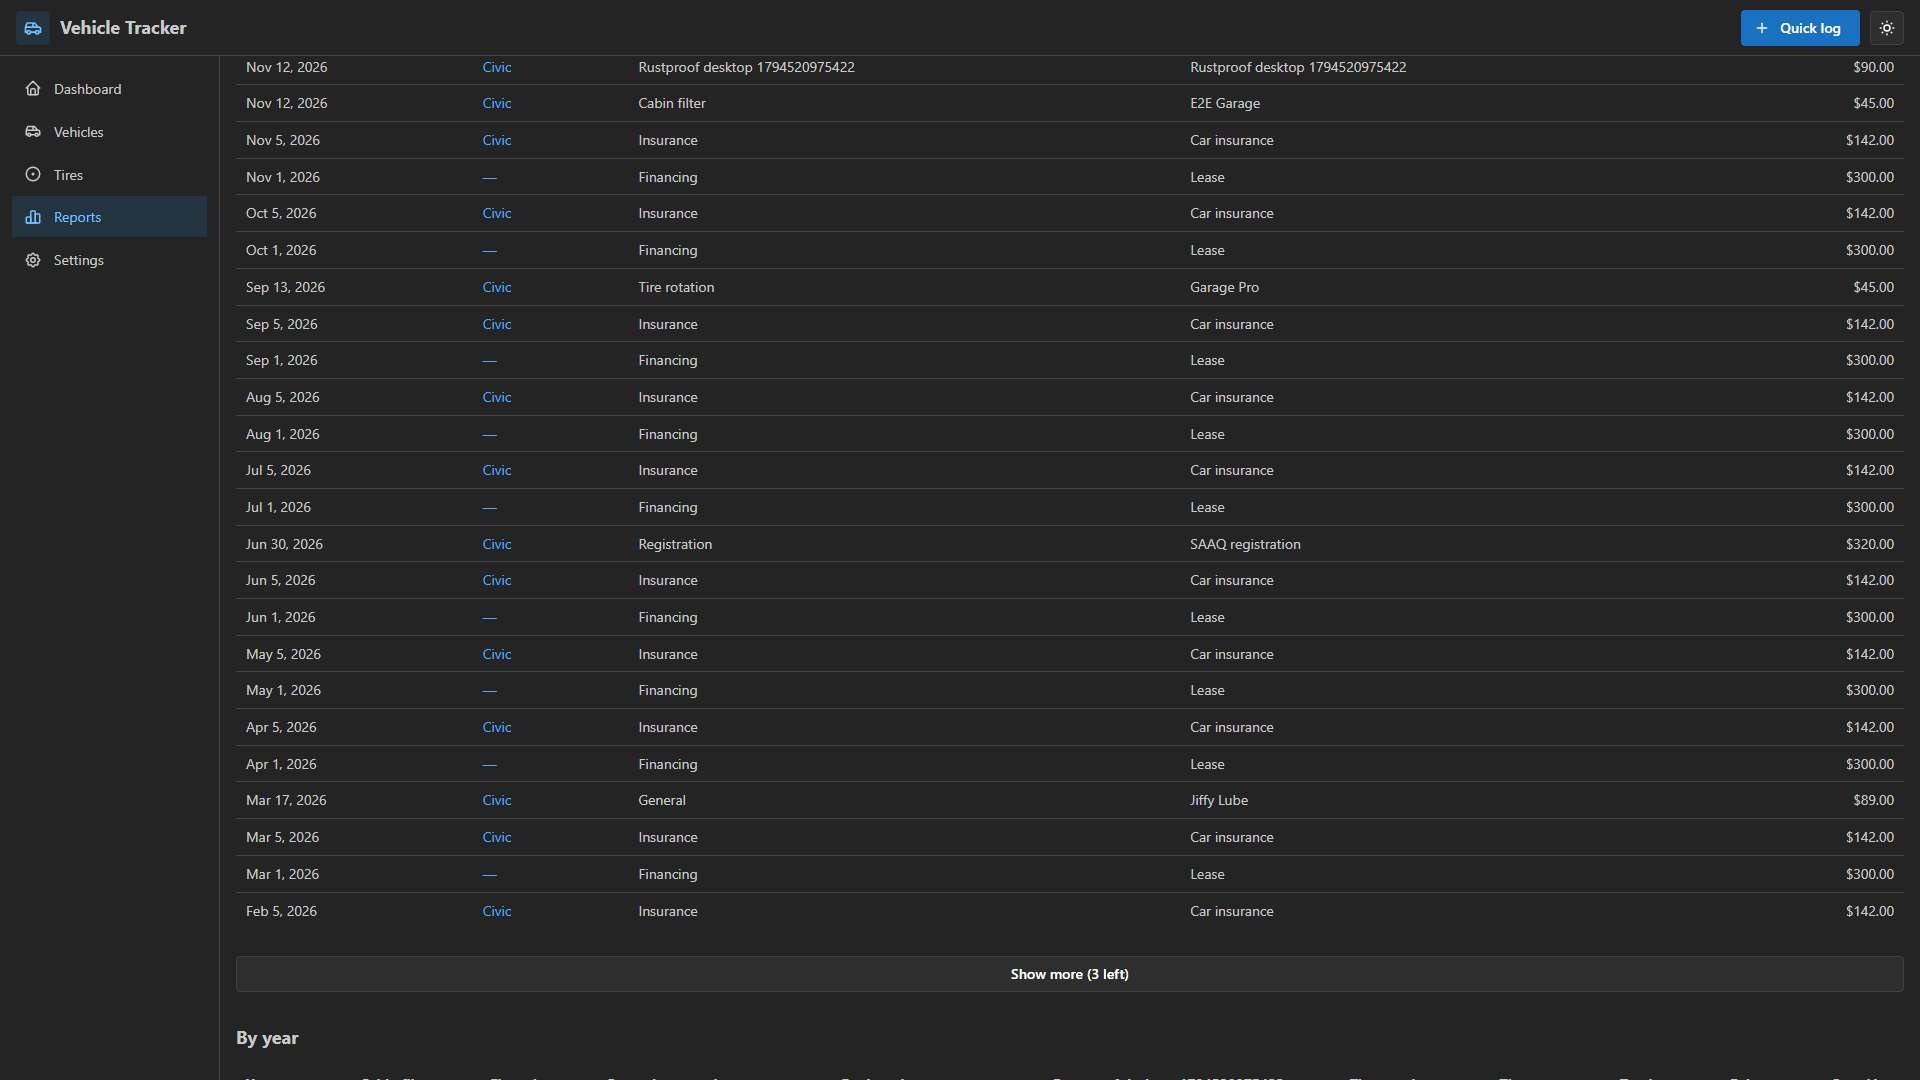 Vehicle Tracker
Quick log
Dashboard
Vehicles
Tires
Reports
Settings
Nov 12, 2026 Civic Rustproof desktop 1794520975422 Rustproof desktop 1794520975422 $90.00
Nov 12, 2026 Civic Cabin filter E2E Garage $45.00
Nov 5, 2026 Civic Insurance Car insurance $142.00
Nov 1, 2026 — Financing Lease $300.00
Oct 5, 2026 Civic Insurance Car insurance $142.00
Oct 1, 2026 — Financing Lease $300.00
Sep 13, 2026 Civic Tire rotation Garage Pro $45.00
Sep 5, 2026 Civic Insurance Car insurance $142.00
Sep 1, 2026 — Financing Lease $300.00
Aug 5, 2026 Civic Insurance Car insurance $142.00
Aug 1, 2026 — Financing Lease $300.00
Jul 5, 2026 Civic Insurance Car insurance $142.00
Jul 1, 2026 — Financing Lease $300.00
Jun 30, 2026 Civic Registration SAAQ registration $320.00
Jun 5, 2026 Civic Insurance Car insurance $142.00
Jun 1, 2026 — Financing Lease $300.00
May 5, 2026 Civic Insurance Car insurance $142.00
May 1, 2026 — Financing Lease $300.00
Apr 5, 2026 Civic Insurance Car insurance $142.00
Apr 1, 2026 — Financing Lease $300.00
Mar 17, 2026 Civic General Jiffy Lube $89.00
Mar 5, 2026 Civic Insurance Car insurance $142.00
Mar 1, 2026 — Financing Lease $300.00
Feb 5, 2026 Civic Insurance Car insurance $142.00
Show more (3 left)
By year